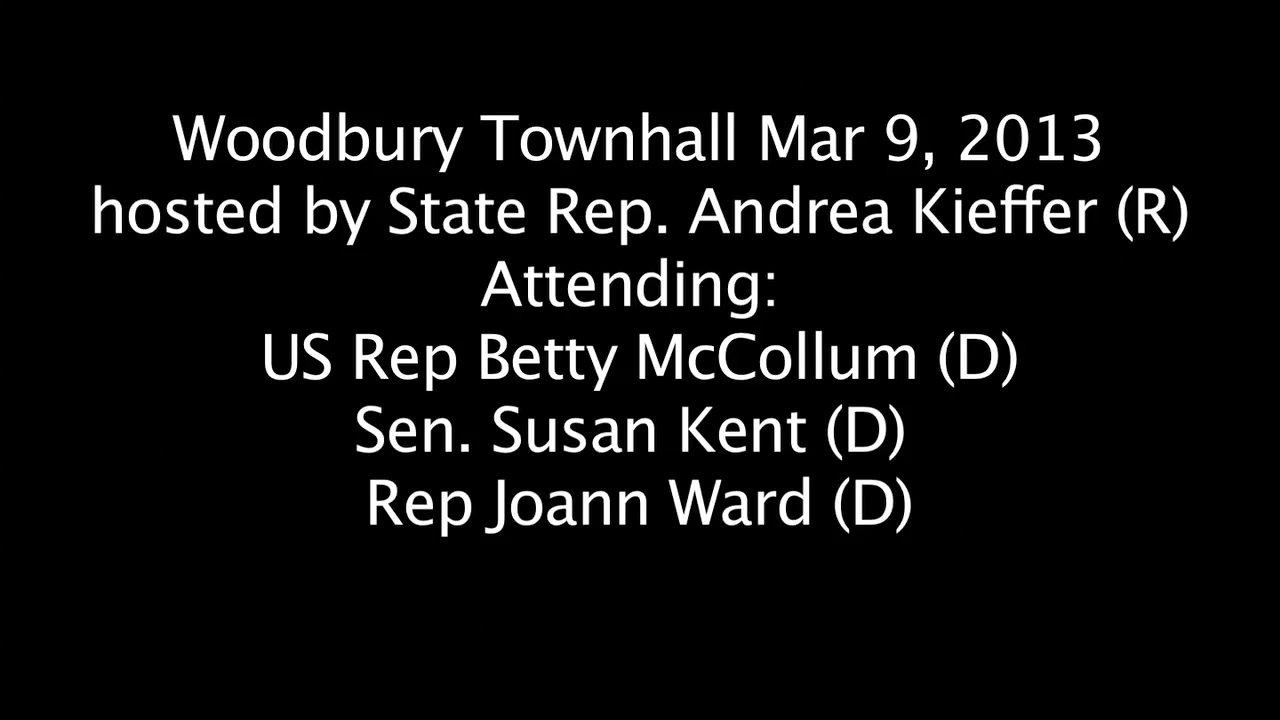 Woodbury Townhall Mar 9, 2013
hosted by State Rep. Andrea Kieffer (R)
Attending:
US Rep Betty McCollum (D)
Sen. Susan Kent (D)
Rep Joann Ward (D)